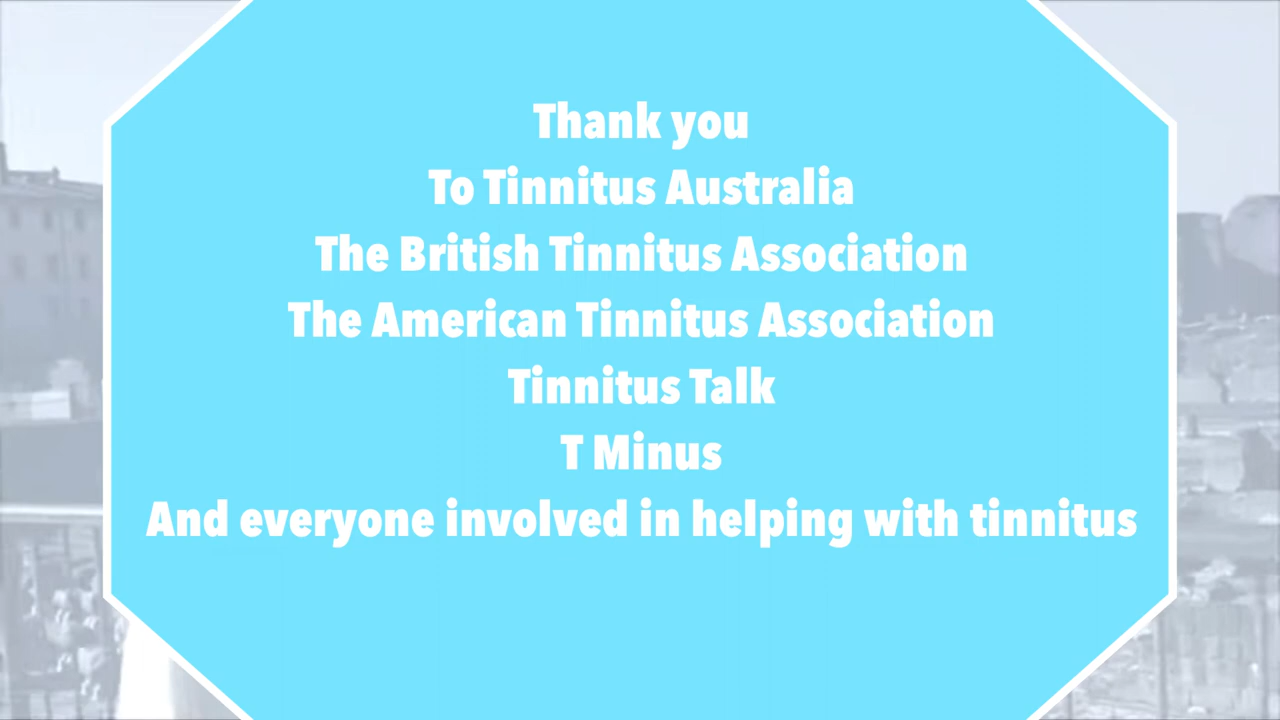 Thank you
To Tinnitus Australia
The British Tinnitus Association
The American Tinnitus Association
Tinnitus Talk
T Minus
And everyone involved in helping with tinnitus